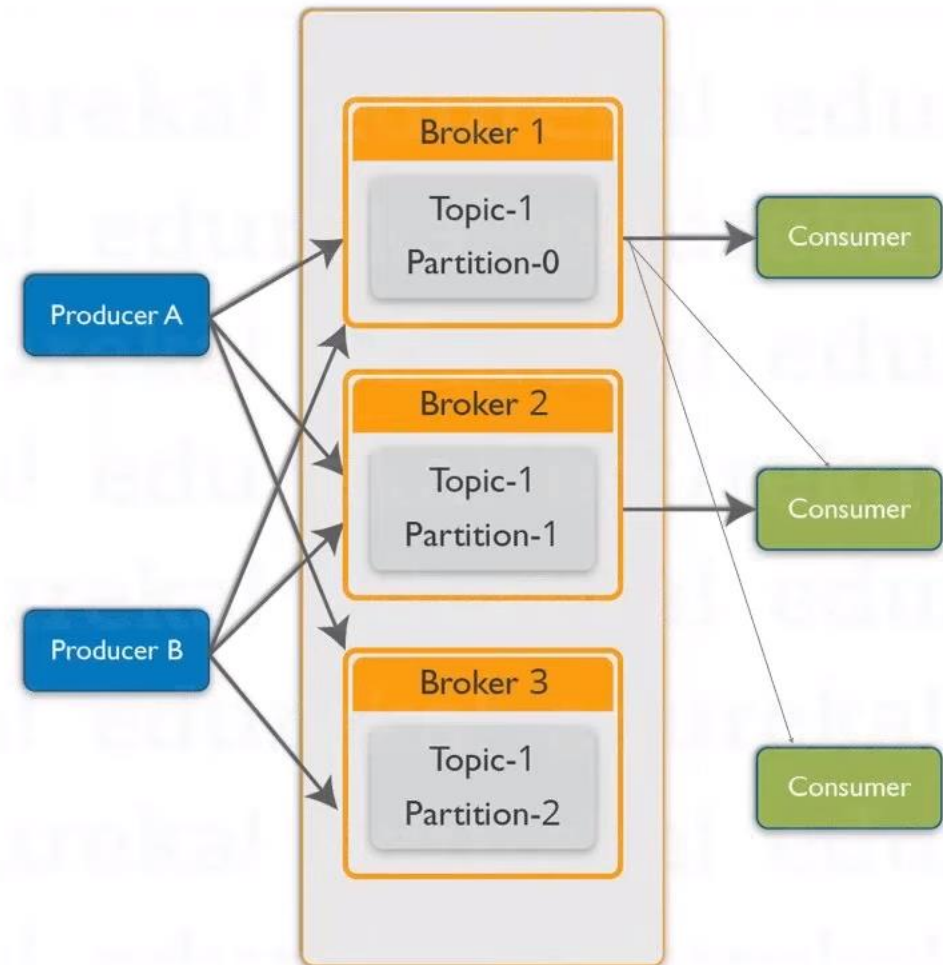 Broker 1
Topic-1
Partition-0
Consumer
Producer A
Broker 2
Topic-1
Partition-1
Consumer
Producer B
Broker 3
Topic-1
Partition-2
Consumer